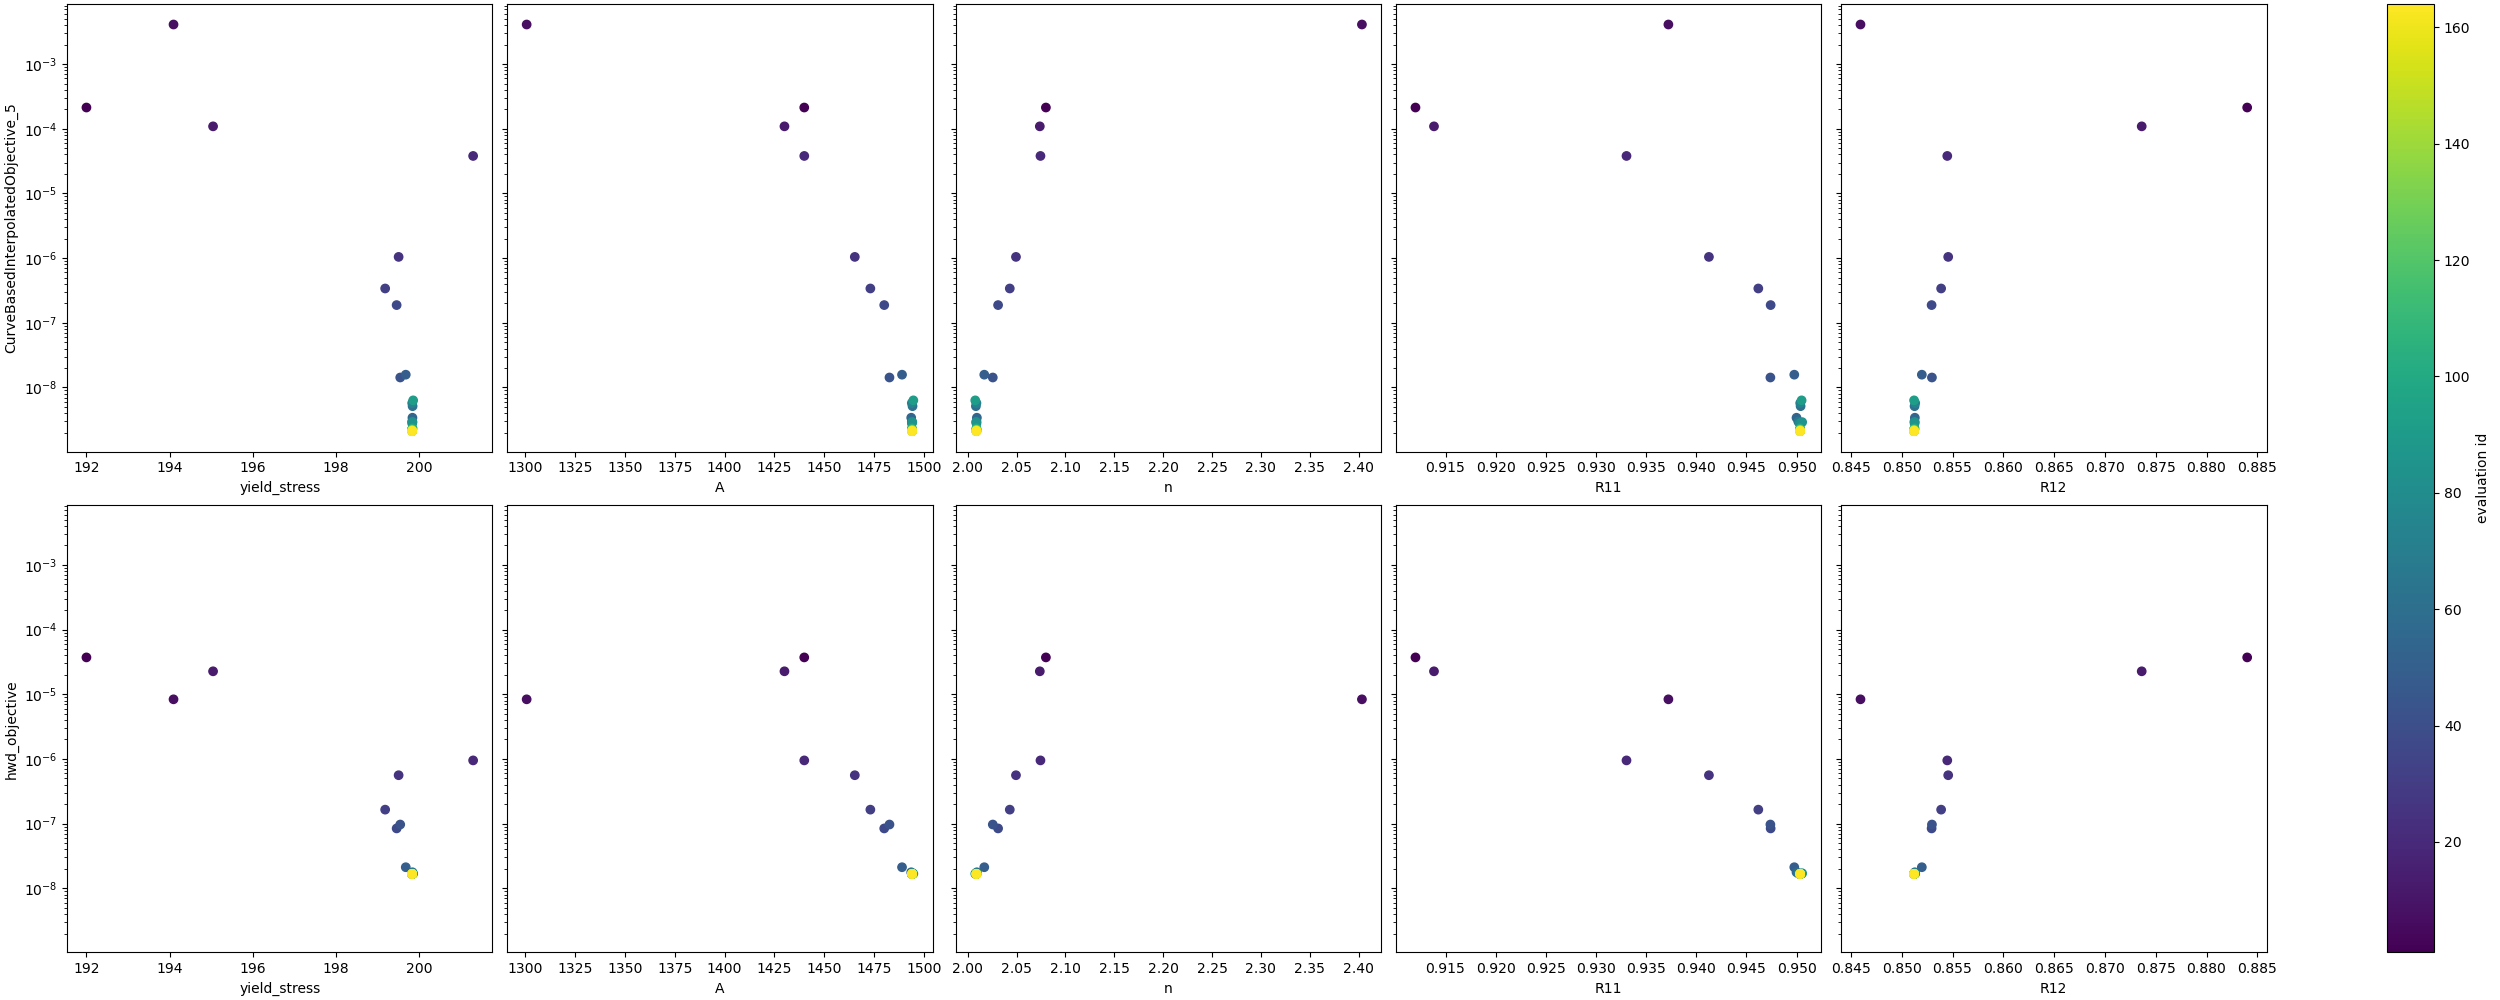 CurveBasedInterpolatedObjective_5
10⁻³
10⁻⁴
10⁻⁵
10⁻⁶
10⁻⁷
10⁻⁸
192 194 196 198 200
yield_stress
1300 1325 1350 1375 1400 1425 1450 1475 1500
A
2.00 2.05 2.10 2.15 2.20 2.25 2.30 2.35 2.40
n
0.915 0.920 0.925 0.930 0.935 0.940 0.945 0.950
R11
0.845 0.850 0.855 0.860 0.865 0.870 0.875 0.880 0.885
R12
hwd_objective
10⁻³
10⁻⁴
10⁻⁵
10⁻⁶
10⁻⁷
10⁻⁸
192 194 196 198 200
yield_stress
1300 1325 1350 1375 1400 1425 1450 1475 1500
A
2.00 2.05 2.10 2.15 2.20 2.25 2.30 2.35 2.40
n
0.915 0.920 0.925 0.930 0.935 0.940 0.945 0.950
R11
0.845 0.850 0.855 0.860 0.865 0.870 0.875 0.880 0.885
R12
160
140
120
100
80
60
40
20
evaluation id